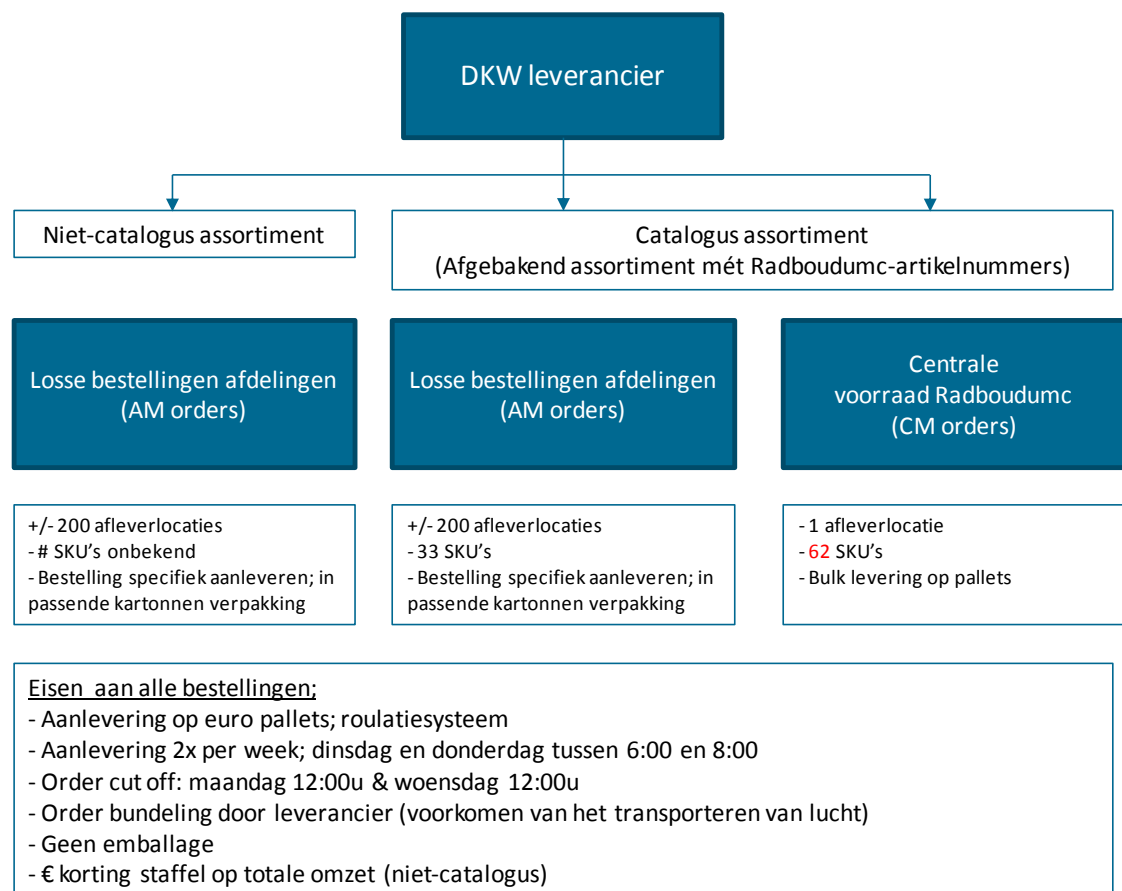 DKW leverancier
Niet-catalogus assortiment
Catalogus assortiment
(Afgebakend assortiment mét Radboudumc-artikelnummers)
Losse bestellingen afdelingen
(AM orders)
Losse bestellingen afdelingen
(AM orders)
Centrale
voorraad Radboudumc
(CM orders)
+/- 200 afleverlocaties
- # SKU's onbekend
- Bestelling specifiek aanleveren; in
passende kartonnen verpakking
+/- 200 afleverlocaties
- 33 SKU's
- Bestelling specifiek aanleveren; in
passende kartonnen verpakking
- 1 afleverlocatie
- 62 SKU's
- Bulk levering op pallets
Eisen aan alle bestellingen;
- Aanlevering op euro pallets; roulatiesysteem
- Aanlevering 2x per week; dinsdag en donderdag tussen 6:00 en 8:00
- Order cut off: maandag 12:00u & woensdag 12:00u
- Order bundeling door leverancier (voorkomen van het transporteren van lucht)
- Geen emballage
- € korting staffel op totale omzet (niet-catalogus)